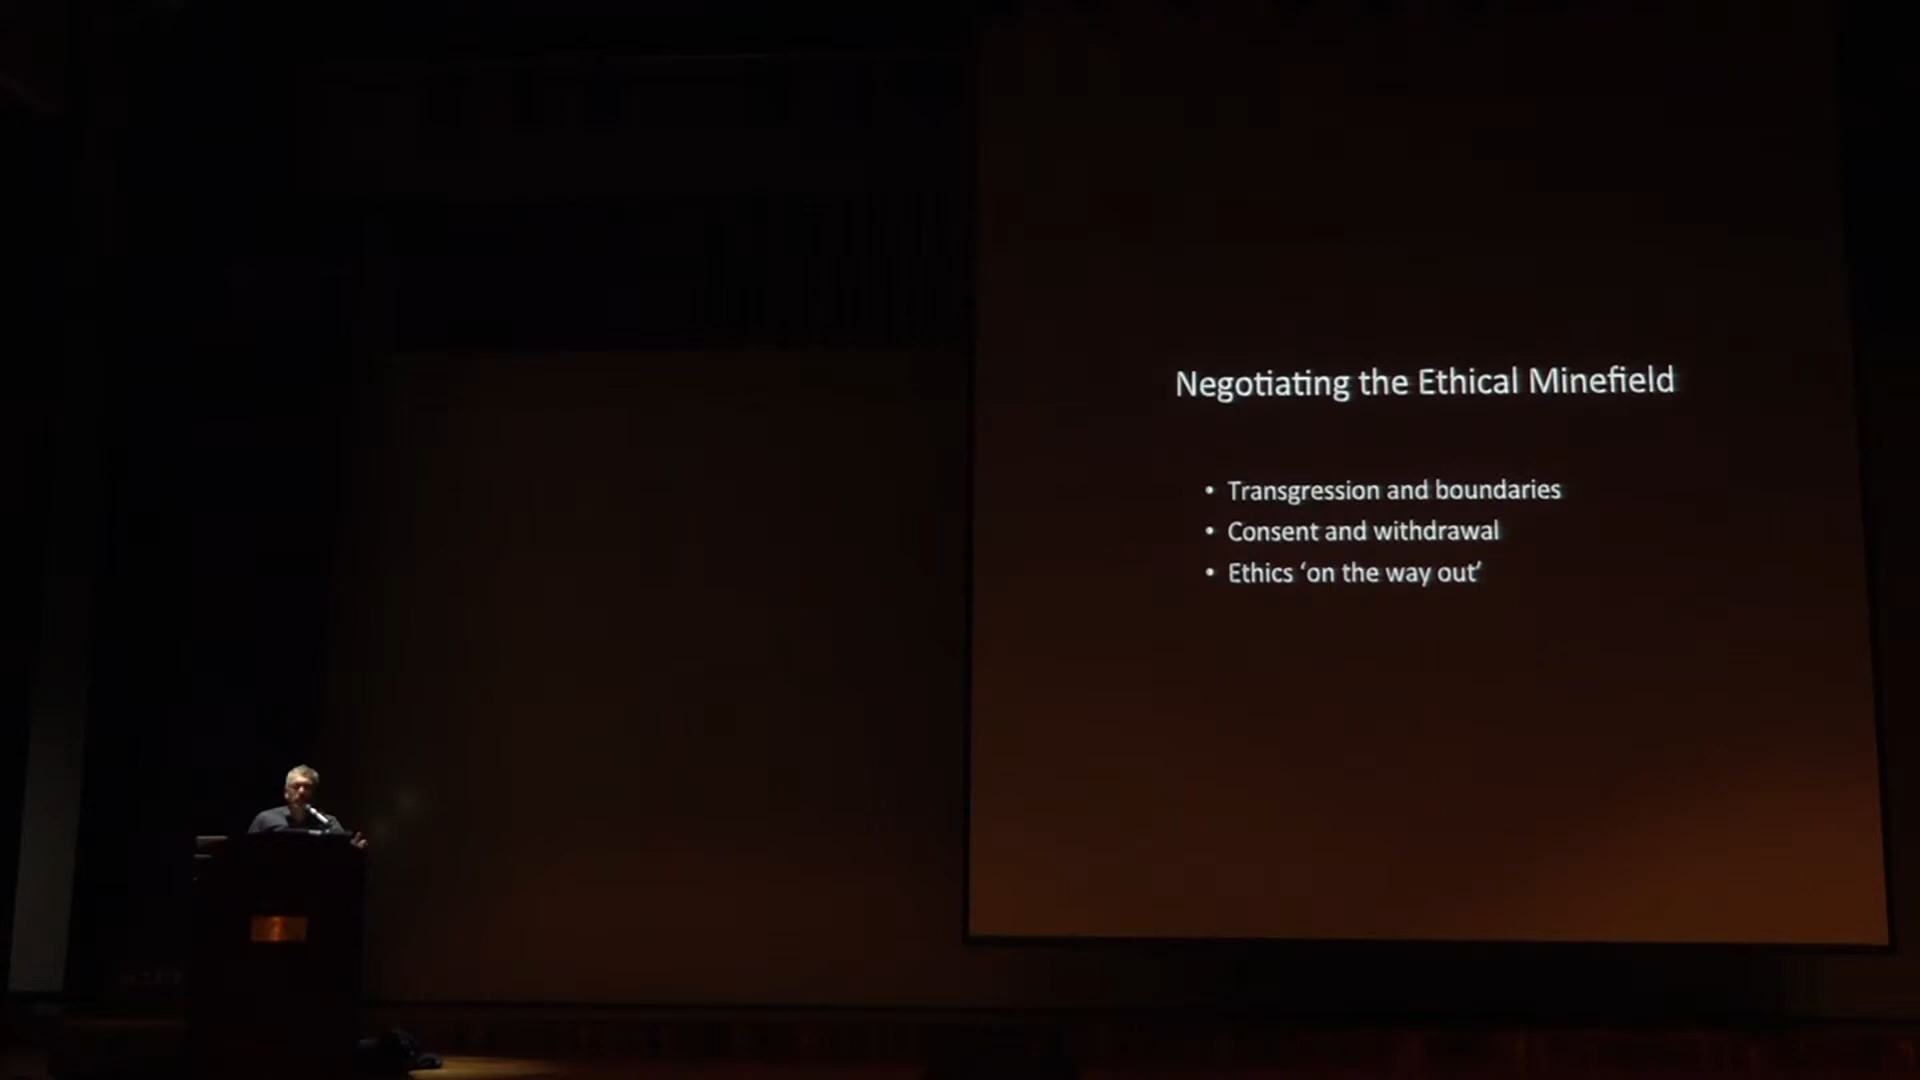 Negotiating the Ethical Minefield
• Transgression and boundaries
• Consent and withdrawal
• Ethics ‘on the way out’